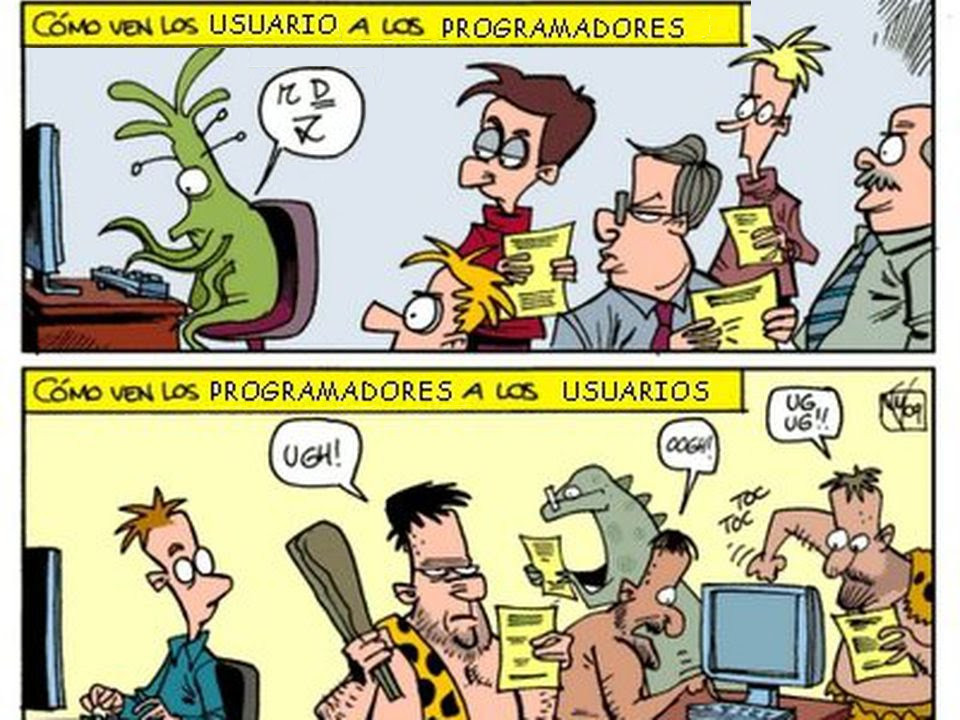 CÓMO VEN LOS USUARIO A LOS PROGRAMADORES
CÓMO VEN LOS PROGRAMADORES A LOS USUARIOS
UGH!
OOGH!
UG
UG!!
TOC
TOC